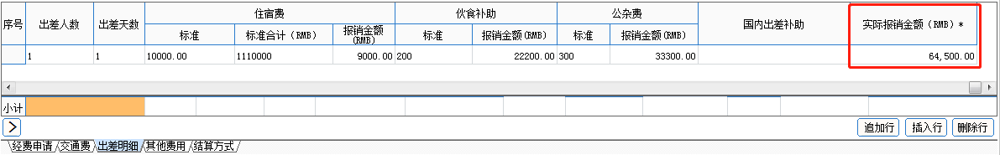 序号 出差人数 出差天数 住宿费 伙食补助 公杂费 国内出差补助 实际报销金额（RMB）*
标准 标准合计（RMB） 报销金额(RMB) 标准 报销金额(RMB) 标准 报销金额(RMB)
1 1 10000.00 1110000 9000.00 200 22200.00 300 33300.00 64,500.00
小计
追加行 插入行 删除行
经费申请 交通费 出差明细 其他费用 结算方式